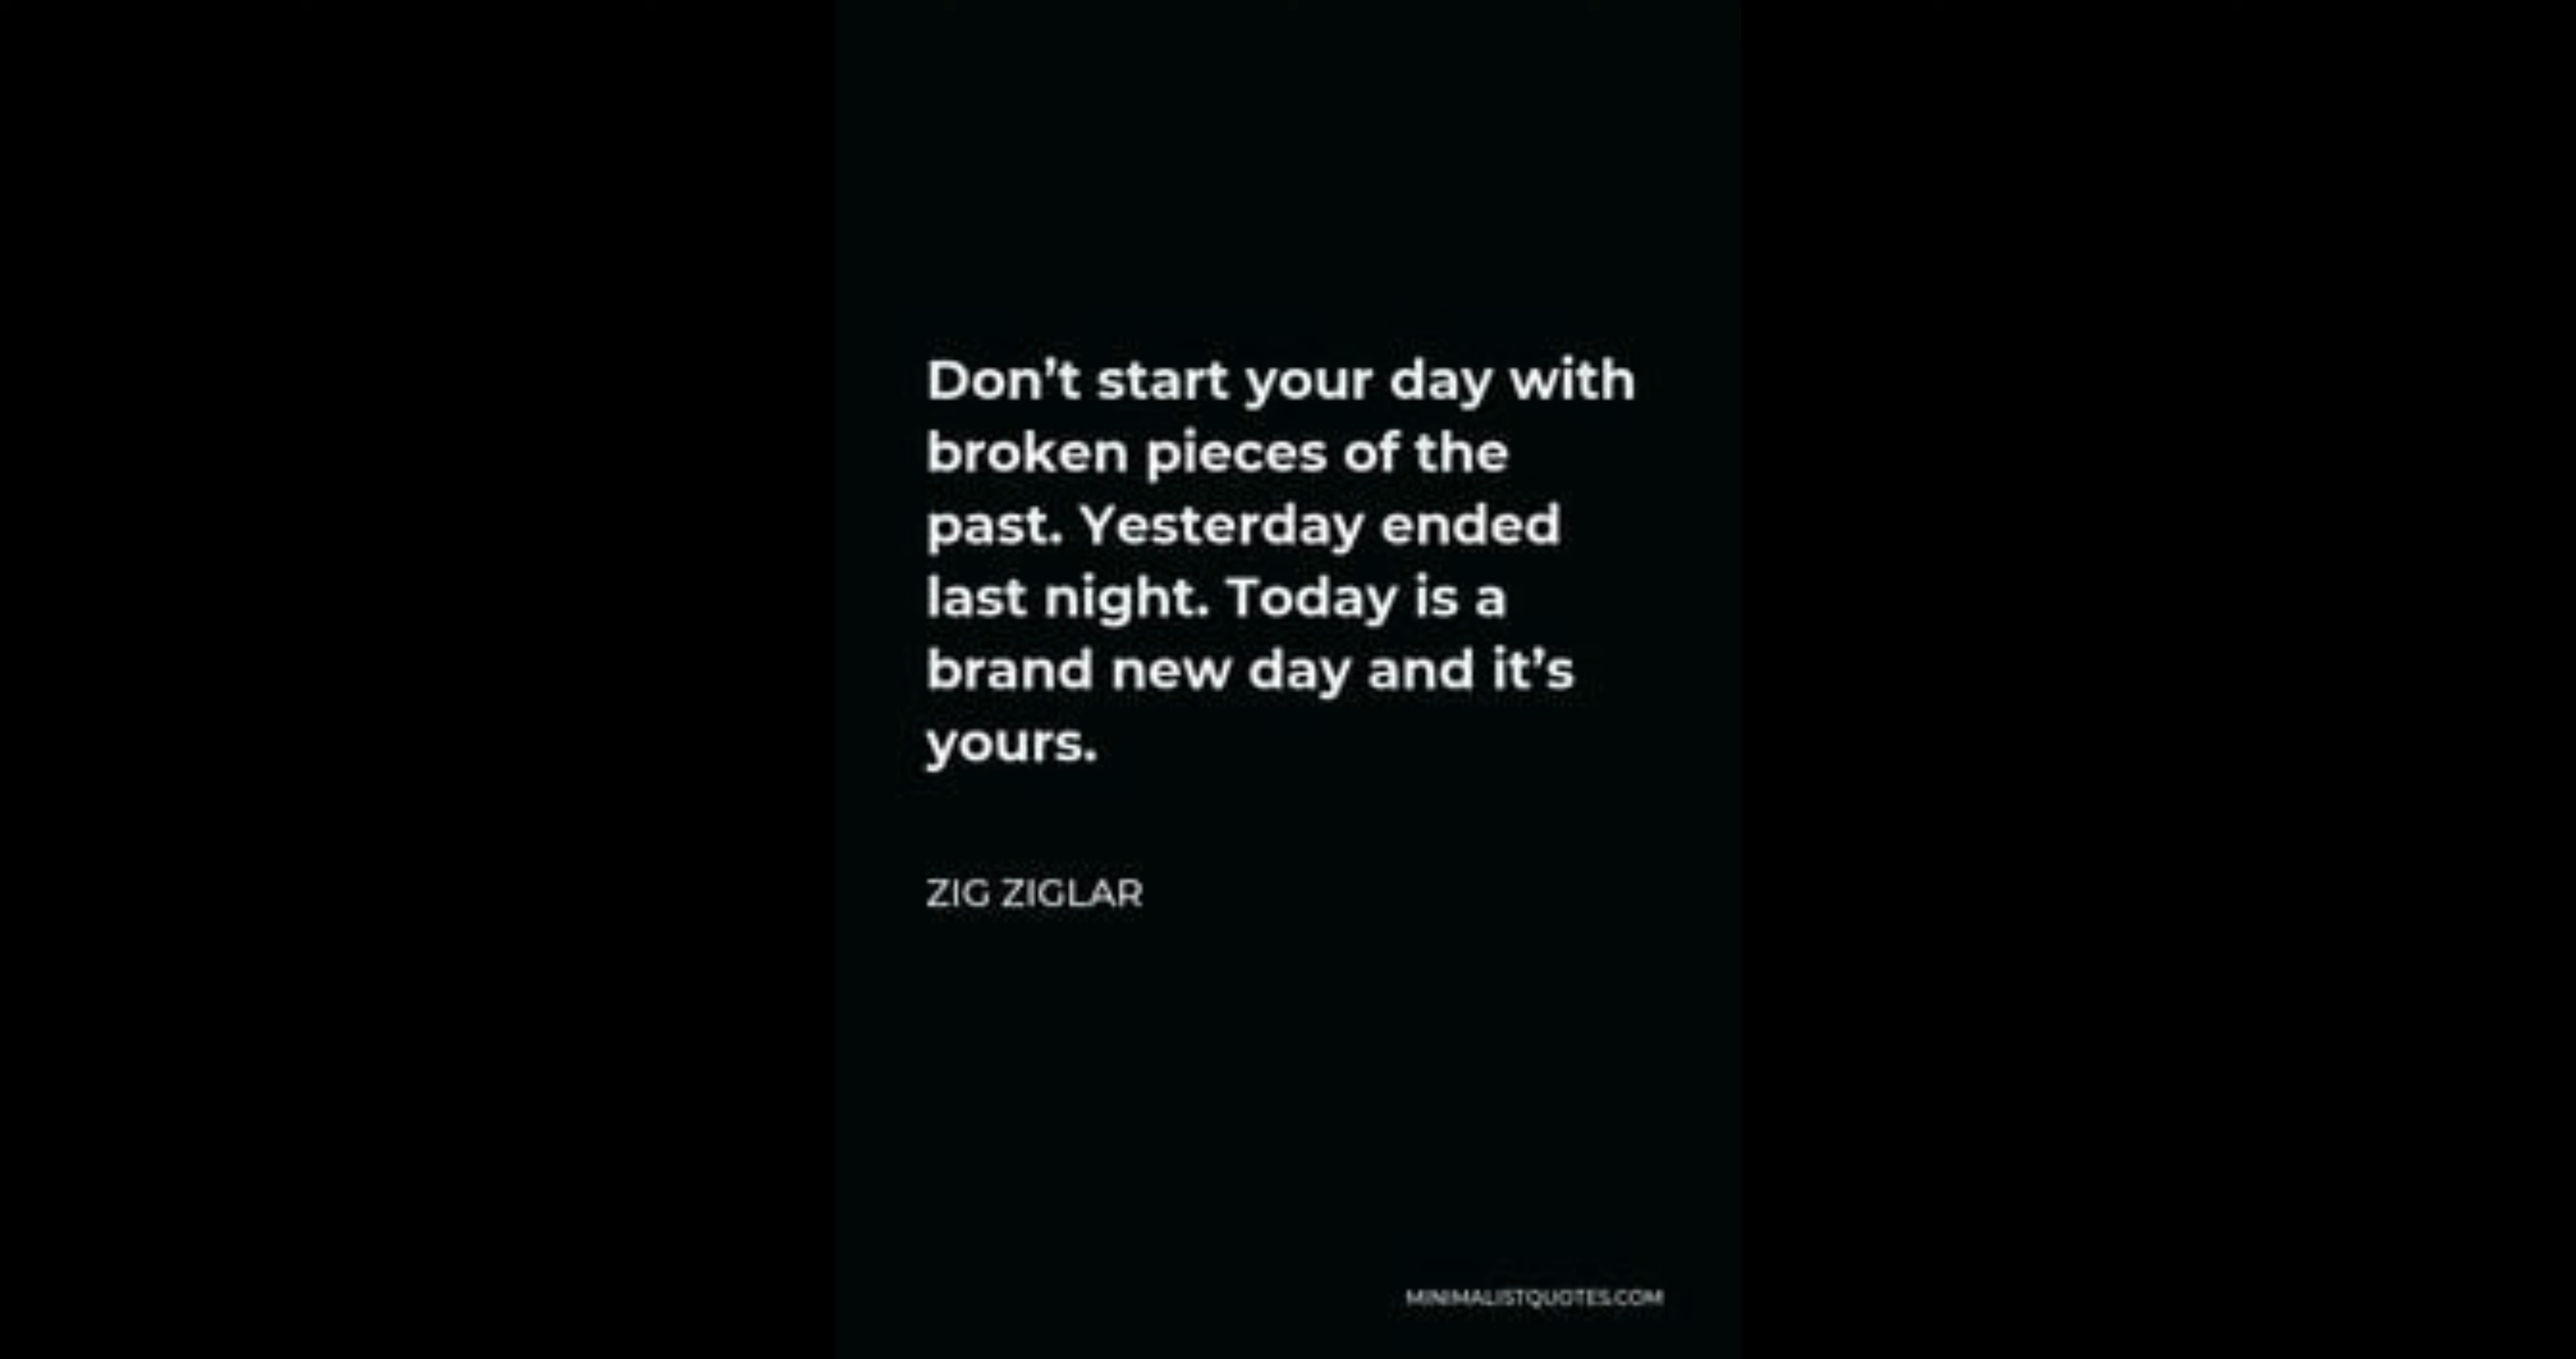 Don’t start your day with
broken pieces of the
past. Yesterday ended
last night. Today is a
brand new day and it’s
yours.
ZIG ZIGLAR
MINIMALISTQUOTES.COM